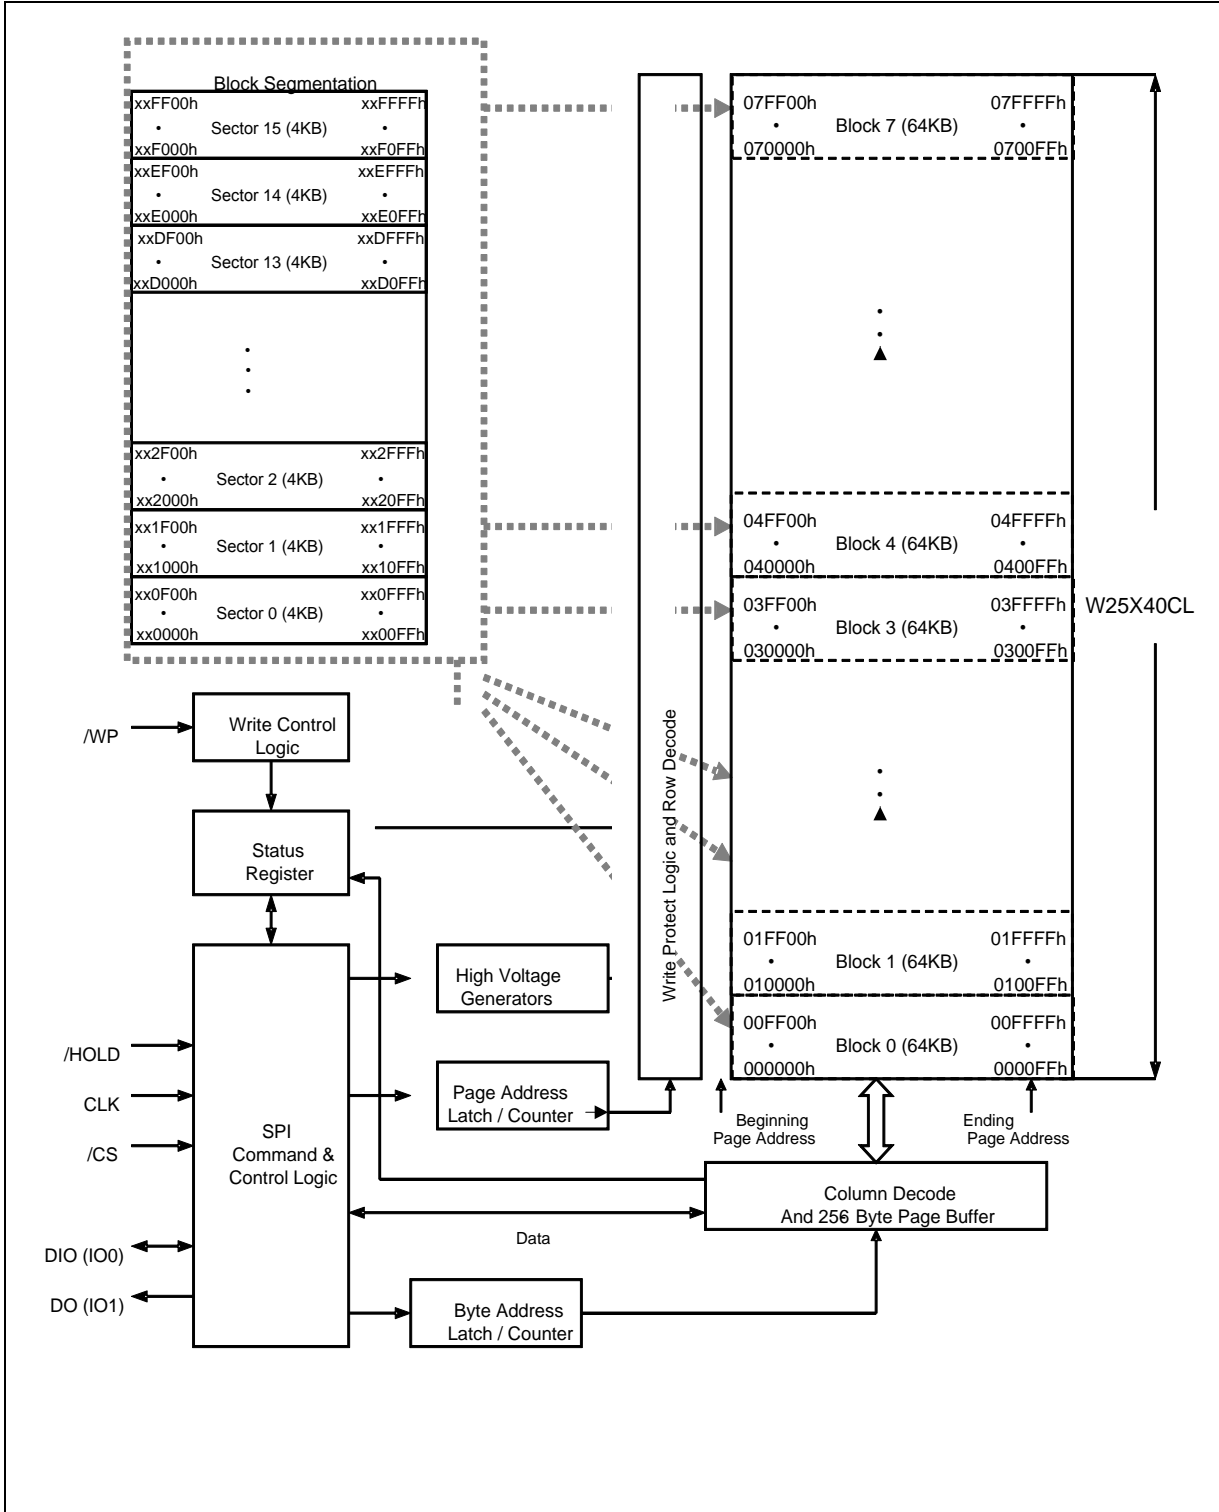 Block Segmentation
xxFF00h xxFFFFh
• Sector 15 (4KB) •
xxF000h xxF0FFh
xxEF00h xxEFFFh
• Sector 14 (4KB) •
xxE000h xxE0FFh
xxDF00h xxDFFFh
• Sector 13 (4KB) •
xxD000h xxD0FFh
xx2F00h xx2FFFh
• Sector 2 (4KB) •
xx2000h xx20FFh
xx1F00h xx1FFFh
• Sector 1 (4KB) •
xx1000h xx10FFh
xx0F00h xx0FFFh
• Sector 0 (4KB) •
xx0000h xx00FFh
Write Protect Logic and Row Decode
07FF00h 07FFFFh
• Block 7 (64KB) •
070000h 0700FFh
04FF00h 04FFFFh
• Block 4 (64KB) •
040000h 0400FFh
03FF00h 03FFFFh
• Block 3 (64KB) •
030000h 0300FFh
01FF00h 01FFFFh
• Block 1 (64KB) •
010000h 0100FFh
00FF00h 00FFFFh
• Block 0 (64KB) •
000000h 0000FFh
W25X40CL
/WP
Write Control
Logic
Status
Register
High Voltage
Generators
/HOLD
CLK
/CS
DIO (IO0)
DO (IO1)
SPI
Command &
Control Logic
Page Address
Latch / Counter
Beginning
Page Address
Ending
Page Address
Column Decode
And 256 Byte Page Buffer
Data
Byte Address
Latch / Counter